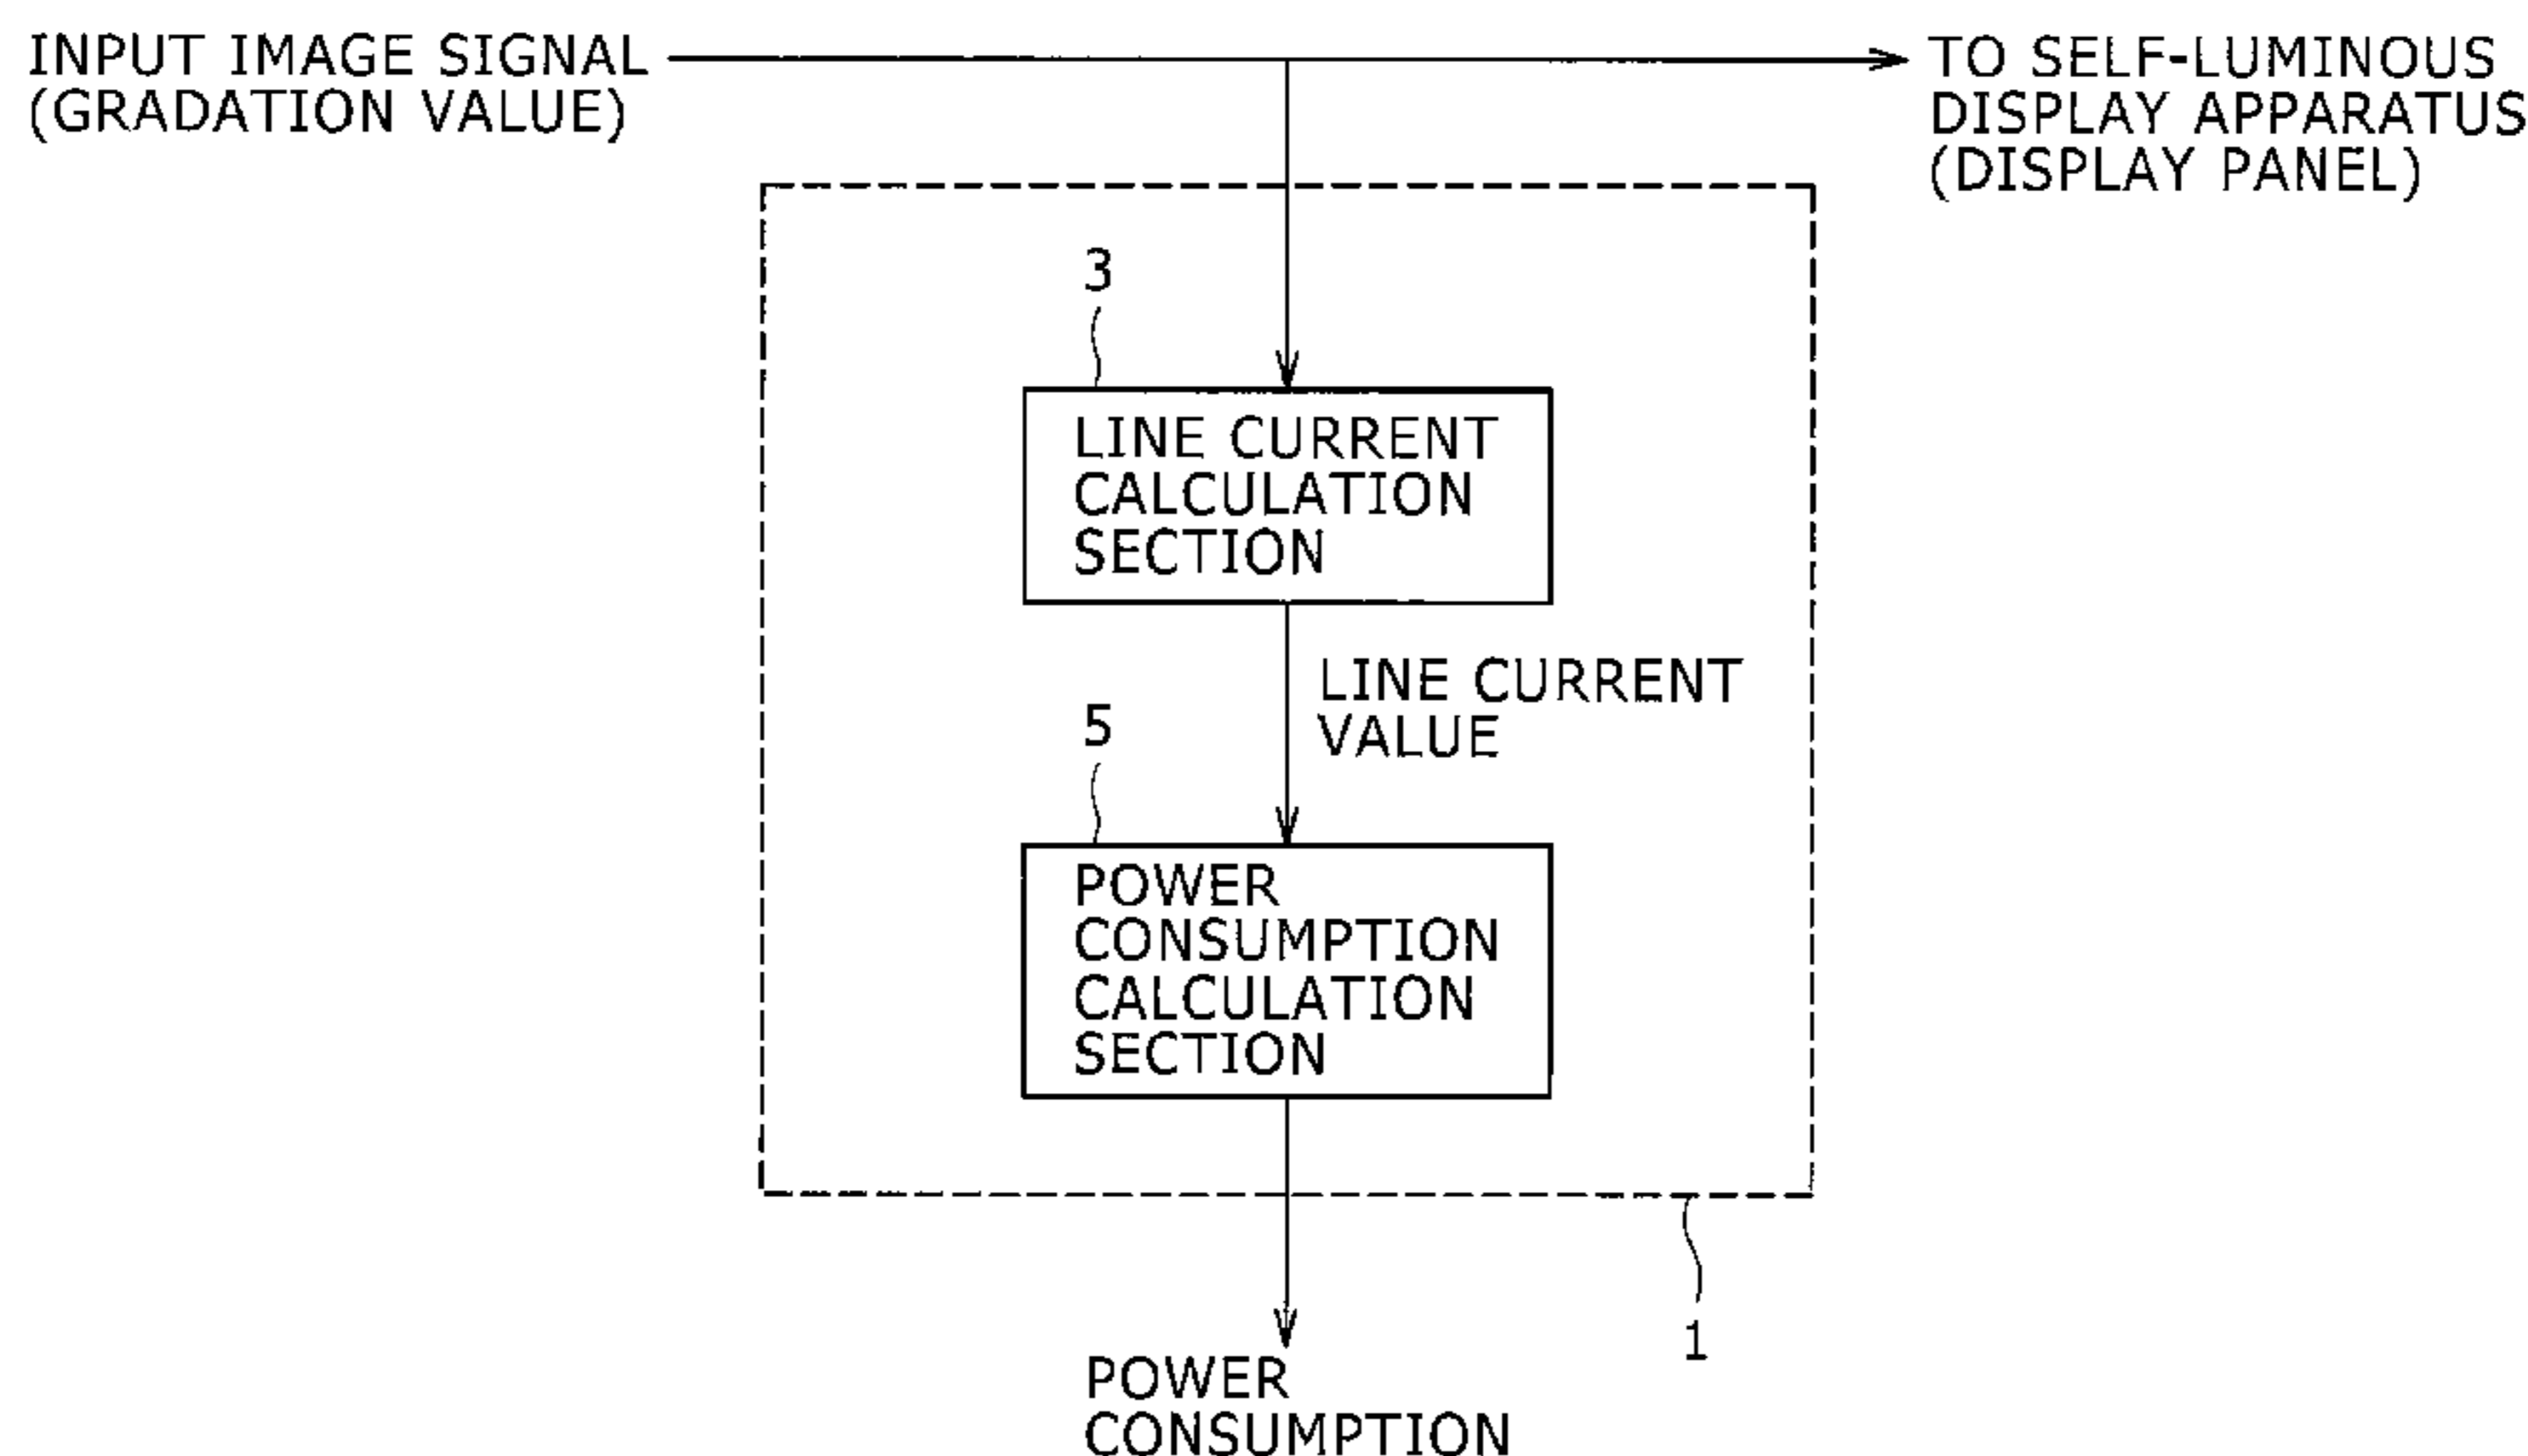 INPUT IMAGE SIGNAL
(GRADATION VALUE)
TO SELF-LUMINOUS
DISPLAY APPARATUS
(DISPLAY PANEL)
3
LINE CURRENT
CALCULATION
SECTION
LINE CURRENT
VALUE
5
POWER
CONSUMPTION
CALCULATION
SECTION
1
POWER
CONSUMPTION